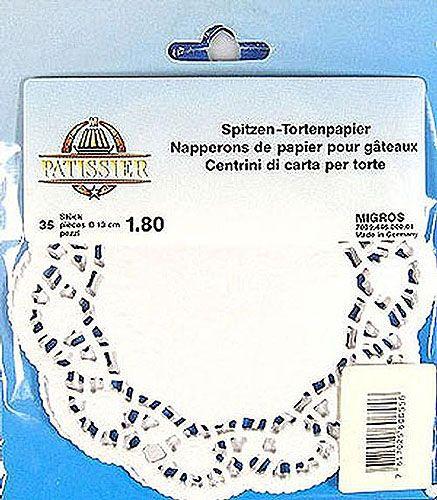 M
PATISSIER
Spitzen-Tortenpapier
Napperons de papier pour gâteaux
Centrini di carta per torte
35 Stück pièces pezzi Ø 13 cm 1.80
MIGROS
Made in Germany